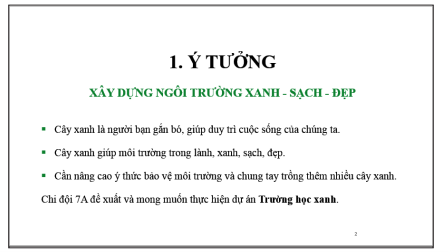 1. Ý TƯỞNG
XÂY DỰNG NGÔI TRƯỜNG XANH - SẠCH - ĐẸP
▪ Cây xanh là người bạn gắn bó, giúp duy trì cuộc sống của chúng ta.
▪ Cây xanh giúp môi trường trong lành, xanh, sạch, đẹp.
▪ Cần nâng cao ý thức bảo vệ môi trường và chung tay trồng thêm nhiều cây xanh.
Chi đội 7A đề xuất và mong muốn thực hiện dự án Trường học xanh.
2